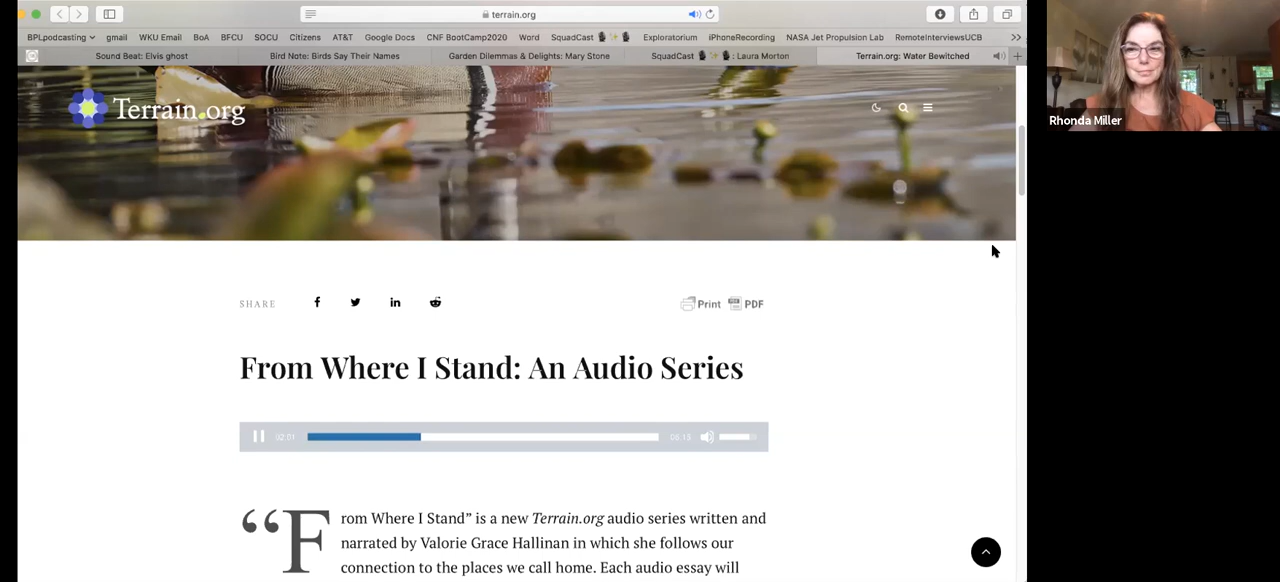 terrain.org
BPLpodcasting gmail WKU Email BoA BFCU SOCU Citizens AT&T Google Docs CNF BootCamp2020 Word SquadCast Exploratorium iPhoneRecording NASA Jet Propulsion Lab RemoteInterviewsUCB
Sound Beat: Elvis ghost Bird Note: Birds Say Their Names Garden Dilemmas & Delights: Mary Stone SquadCast : Laura Morton Terrain.org: Water Bewitched
Terrain.org
Rhonda Miller
SHARE
Print PDF
From Where I Stand: An Audio Series
02:01 06:13
“From Where I Stand” is a new Terrain.org audio series written and
narrated by Valorie Grace Hallinan in which she follows our
connection to the places we call home. Each audio essay will